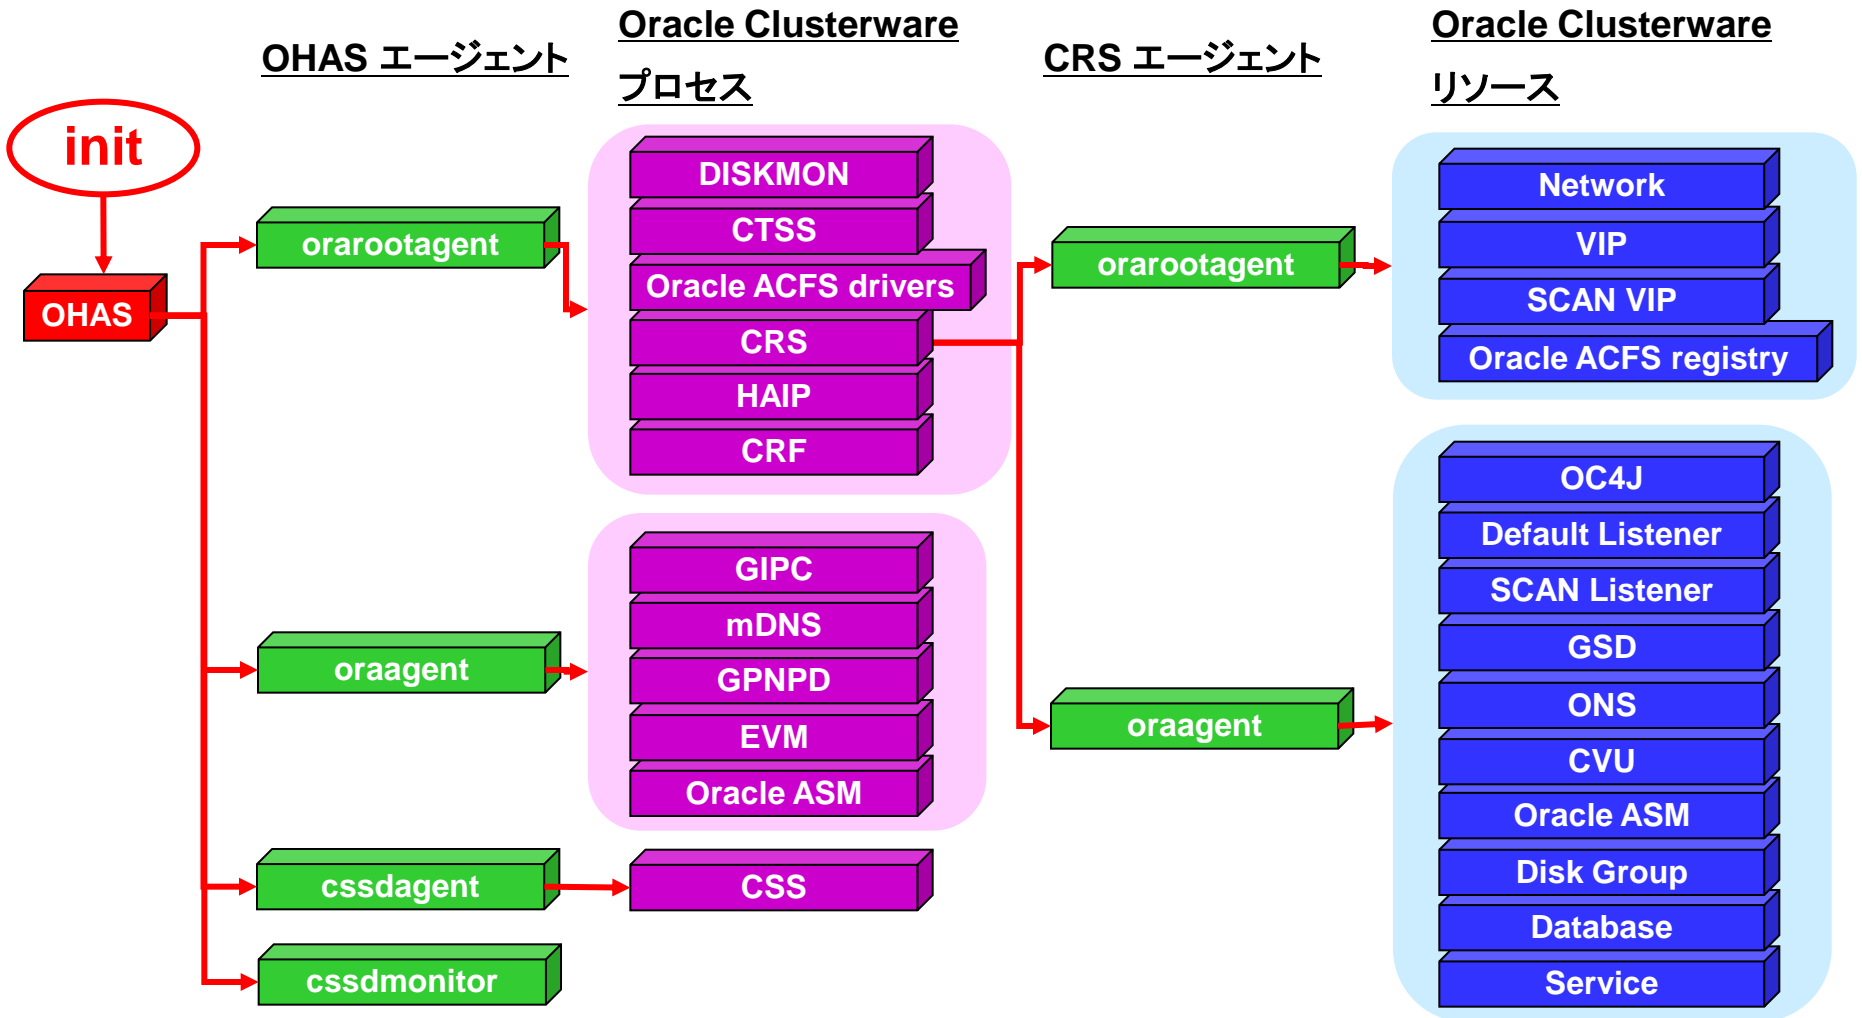 OHAS エージェント
Oracle Clusterware
プロセス
CRS エージェント
Oracle Clusterware
リソース
init
OHAS
orarootagent
oraagent
cssdagent
cssdmonitor
DISKMON
CTSS
Oracle ACFS drivers
CRS
HAIP
CRF
GIPC
mDNS
GPNPD
EVM
Oracle ASM
CSS
orarootagent
oraagent
Network
VIP
SCAN VIP
Oracle ACFS registry
OC4J
Default Listener
SCAN Listener
GSD
ONS
CVU
Oracle ASM
Disk Group
Database
Service